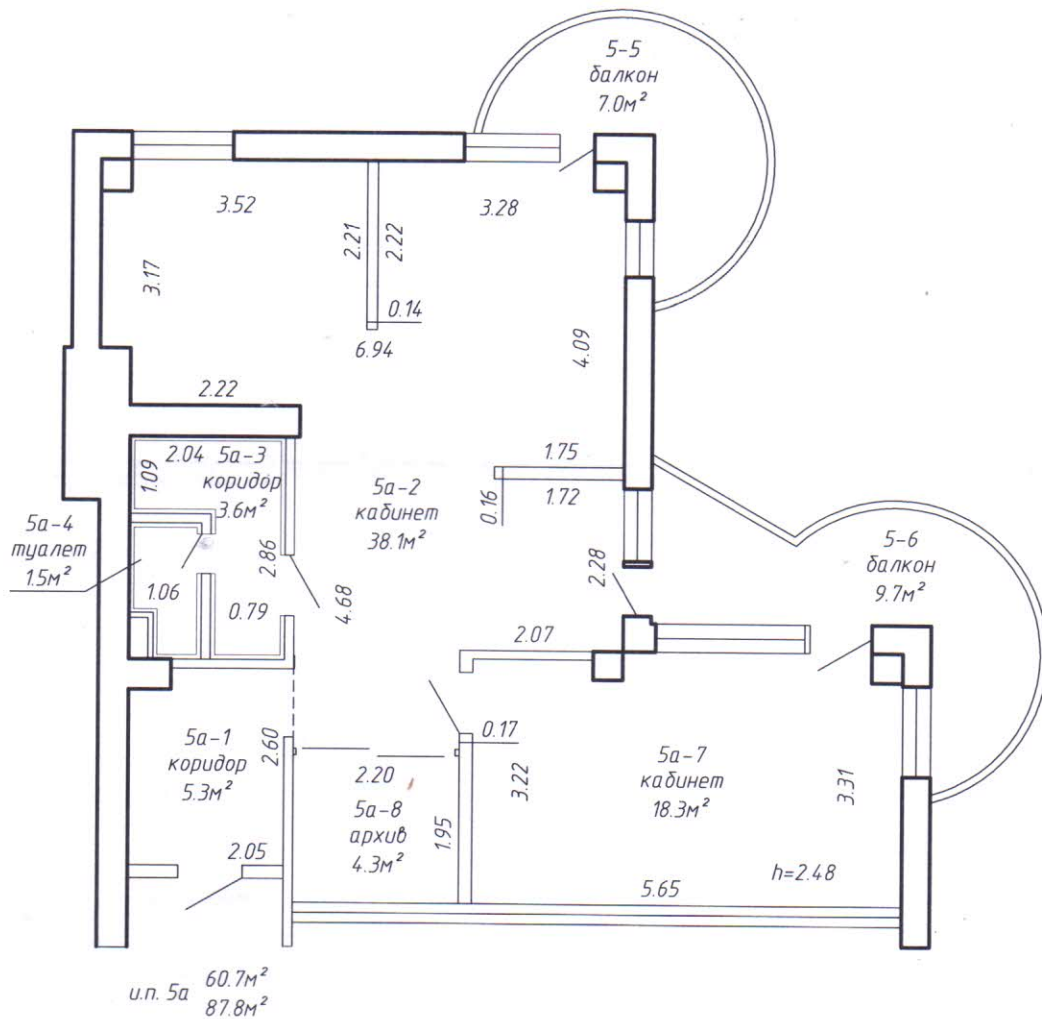 5-5
балкон
7.0м²
3.52
3.28
2.21
2.22
3.17
0.14
6.94
4.09
2.22
2.04
5а-3
коридор
3.6м²
1.09
1.75
1.72
0.16
5а-2
кабинет
38.1м²
5а-4
туалет
1.5м²
5-6
балкон
9.7м²
2.86
2.28
1.06
0.79
4.68
2.07
5а-1
коридор
5.3м²
2.60
0.17
2.20
3.22
5а-7
кабинет
18.3м²
3.31
5а-8
архив
4.3м²
1.95
2.05
h=2.48
5.65
и.п. 5а
60.7м²
87.8м²